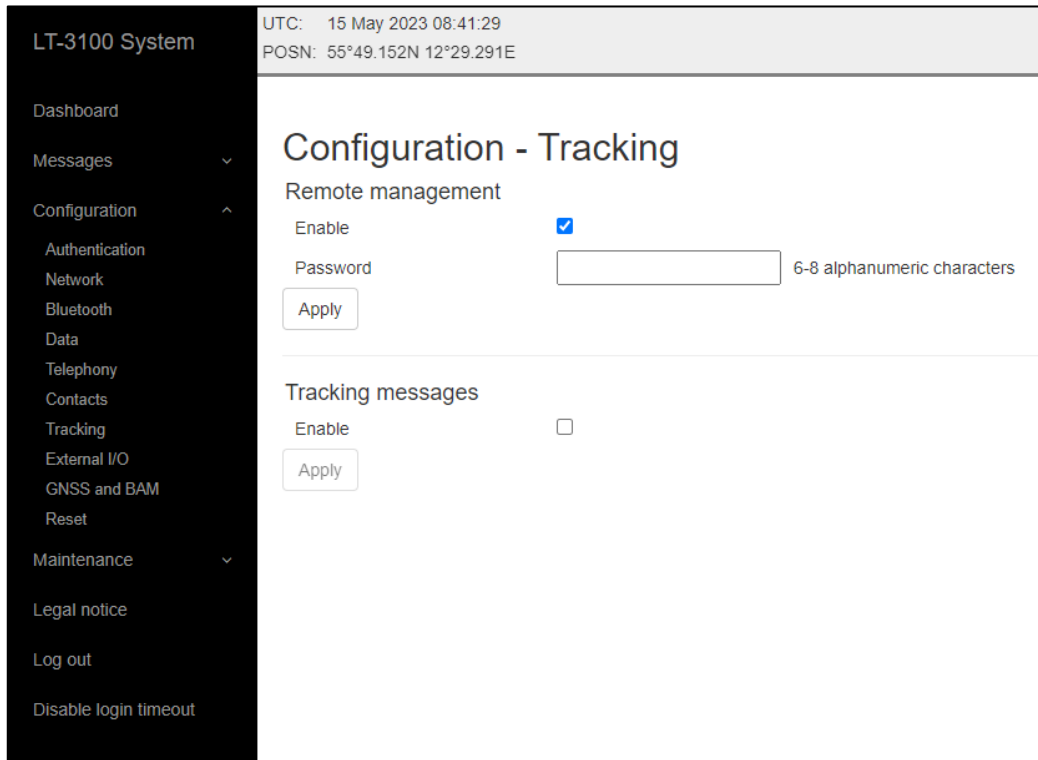 LT-3100 System
UTC: 15 May 2023 08:41:29
POSN: 55°49.152N 12°29.291E
Dashboard
Messages
Configuration
Authentication
Network
Bluetooth
Data
Telephony
Contacts
Tracking
External I/O
GNSS and BAM
Reset
Maintenance
Legal notice
Log out
Disable login timeout
Configuration - Tracking
Remote management
Enable
Password 6-8 alphanumeric characters
Apply
Tracking messages
Enable
Apply